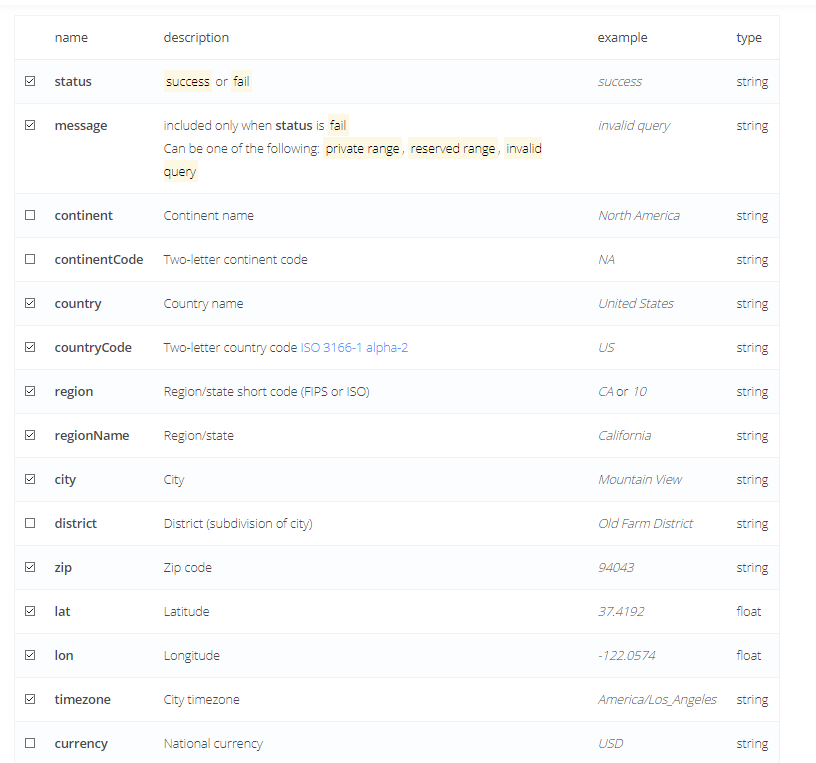 name description example type
status success or fail success string
message included only when status is fail invalid query string
Can be one of the following: private range, reserved range, invalid
query
continent Continent name North America string
continentCode Two-letter continent code NA string
country Country name United States string
countryCode Two-letter country code ISO 3166-1 alpha-2 US string
region Region/state short code (FIPS or ISO) CA or 10 string
regionName Region/state California string
city City Mountain View string
district District (subdivision of city) Old Farm District string
zip Zip code 94043 string
lat Latitude 37.4192 float
lon Longitude -122.0574 float
timezone City timezone America/Los_Angeles string
currency National currency USD string